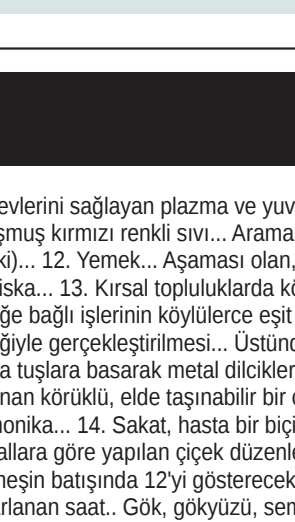 evlerini sağlayan plazma ve yuv
şmuş kırmızı renkli sıvı... Arama
ki)... 12. Yemek... Aşaması olan,
iska... 13. Kırsal topluluklarda kö
ğe bağlı işlerinin köylülerce eşit
ğiyle gerçekleştirilmesi... Üstünd
a tuşlara basarak metal dilcikler
nan körüklü, elde taşınabilir bir
nonika... 14. Sakat, hasta bir biçi
allara göre yapılan çiçek düzenle
neşin batışında 12'yi gösterecek
arlanan saat.. Gök, gökyüzü, sem